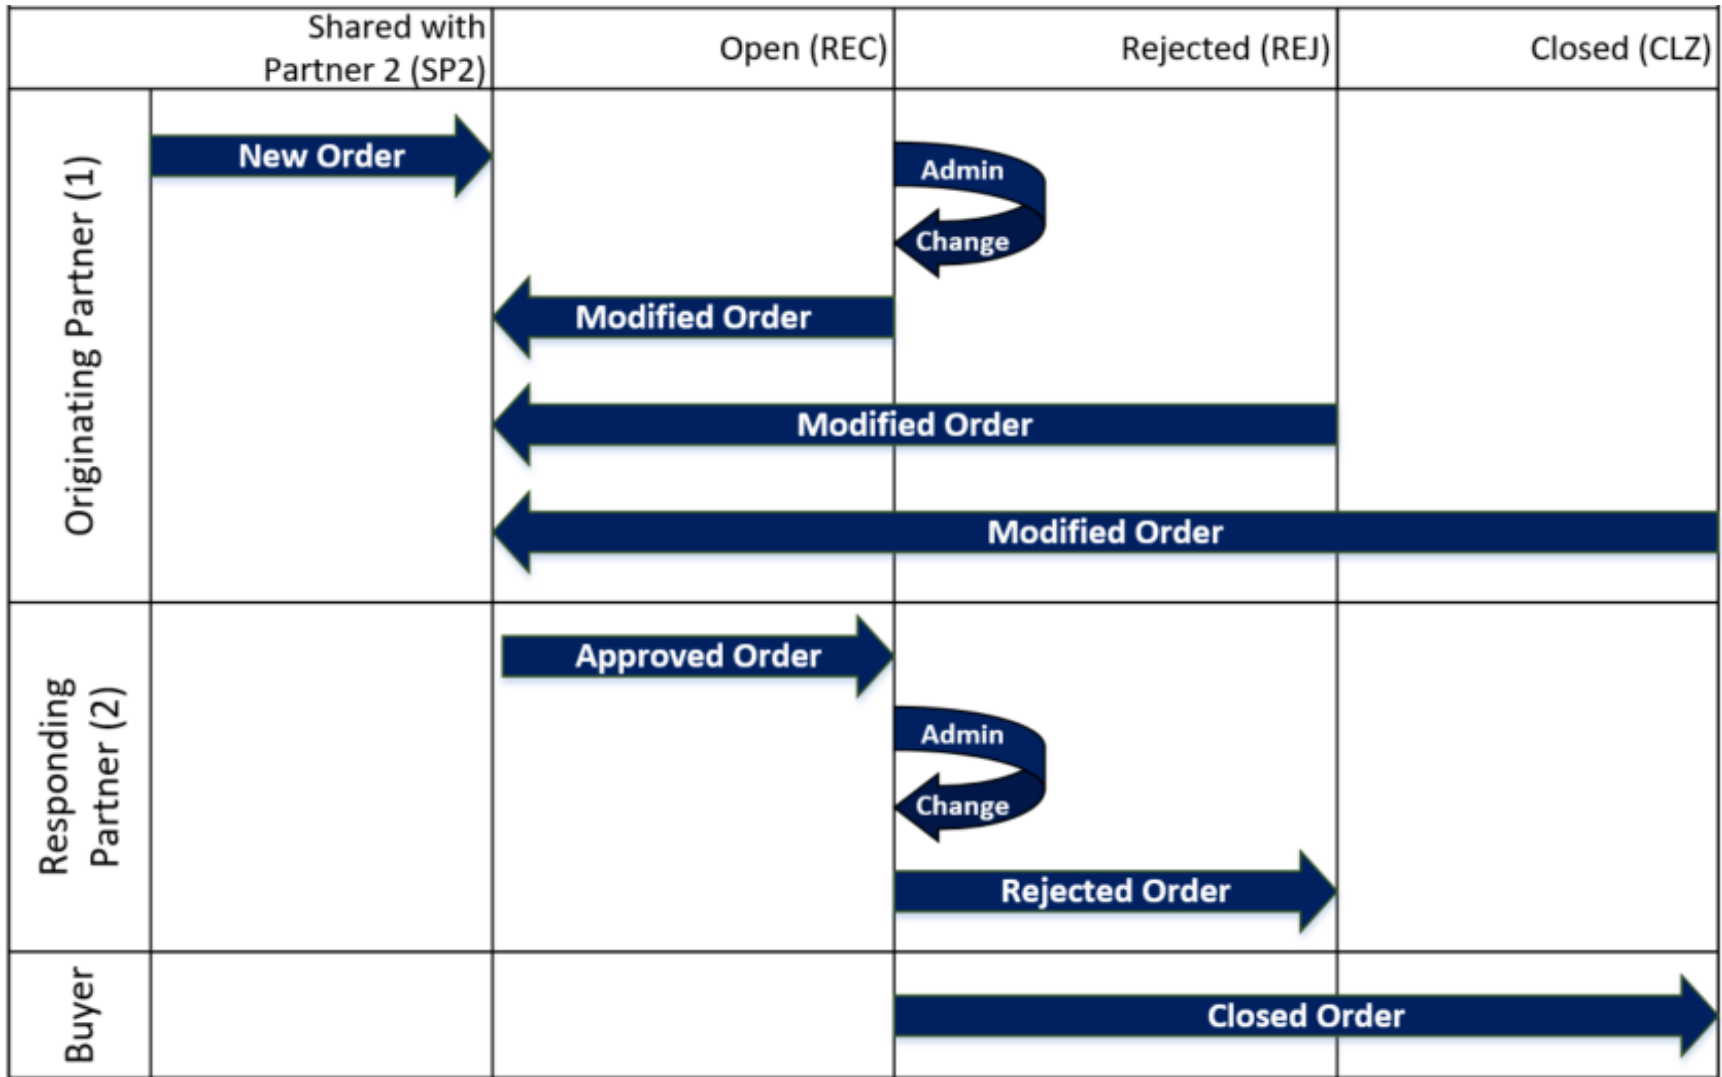 Shared with
Partner 2 (SP2)
Open (REC)
Rejected (REJ)
Closed (CLZ)
Originating Partner (1)
New Order
Admin
Change
Modified Order
Modified Order
Modified Order
Responding
Partner (2)
Approved Order
Admin
Change
Rejected Order
Buyer
Closed Order